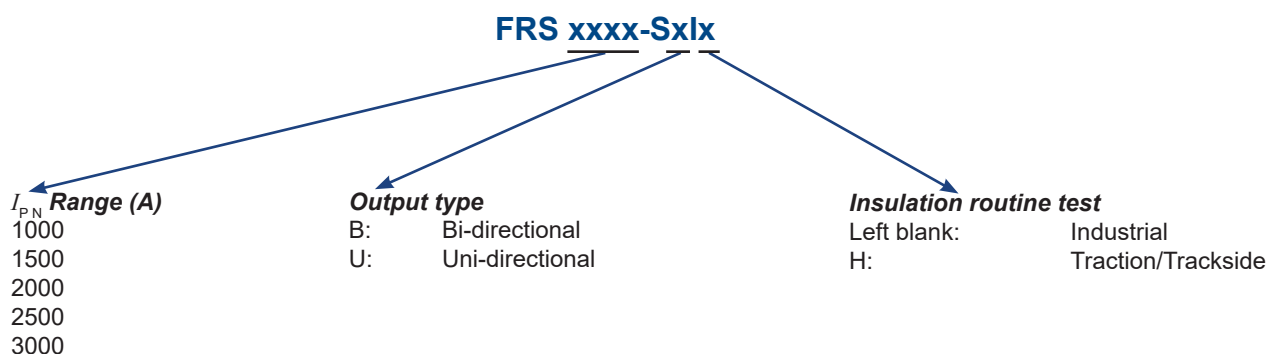 FRS xxxx-SxIx
I PN Range (A)
1000
1500
2000
2500
3000
Output type
B: Bi-directional
U: Uni-directional
Insulation routine test
Left blank: Industrial
H: Traction/Trackside